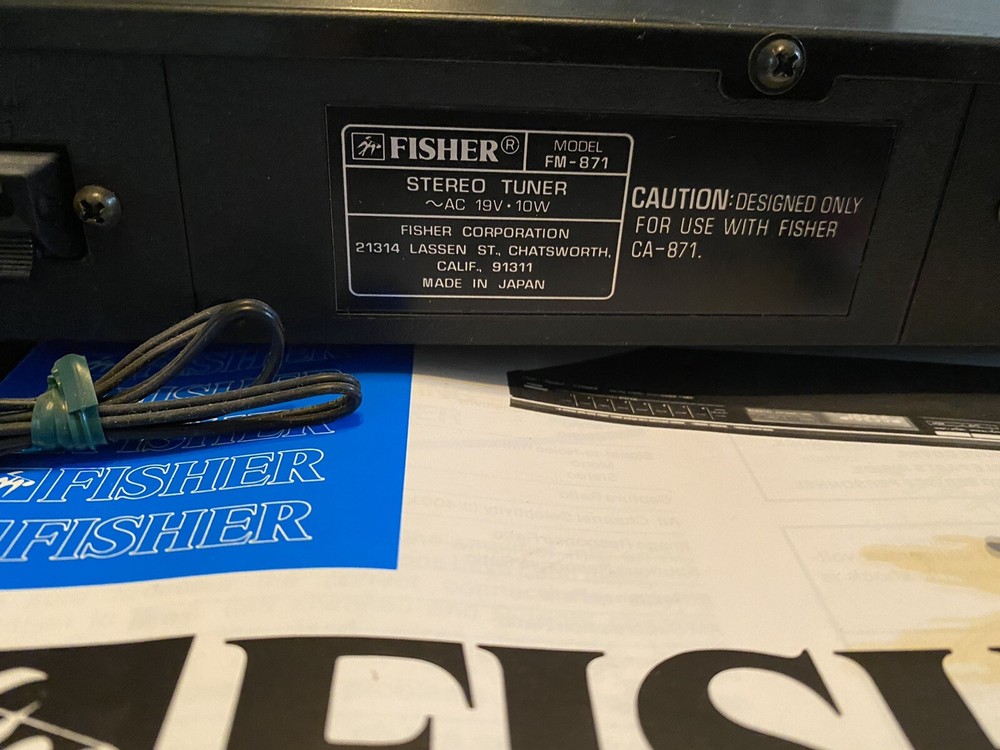 FISHER®
MODEL
FM-871
STEREO TUNER
~AC 19V·10W
FISHER CORPORATION
21314 LASSEN ST., CHATSWORTH,
CALIF., 91311
MADE IN JAPAN
CAUTION: DESIGNED ONLY
FOR USE WITH FISHER
CA-871.
FISHER
FISHER
FISHER
FISHER
FISHER